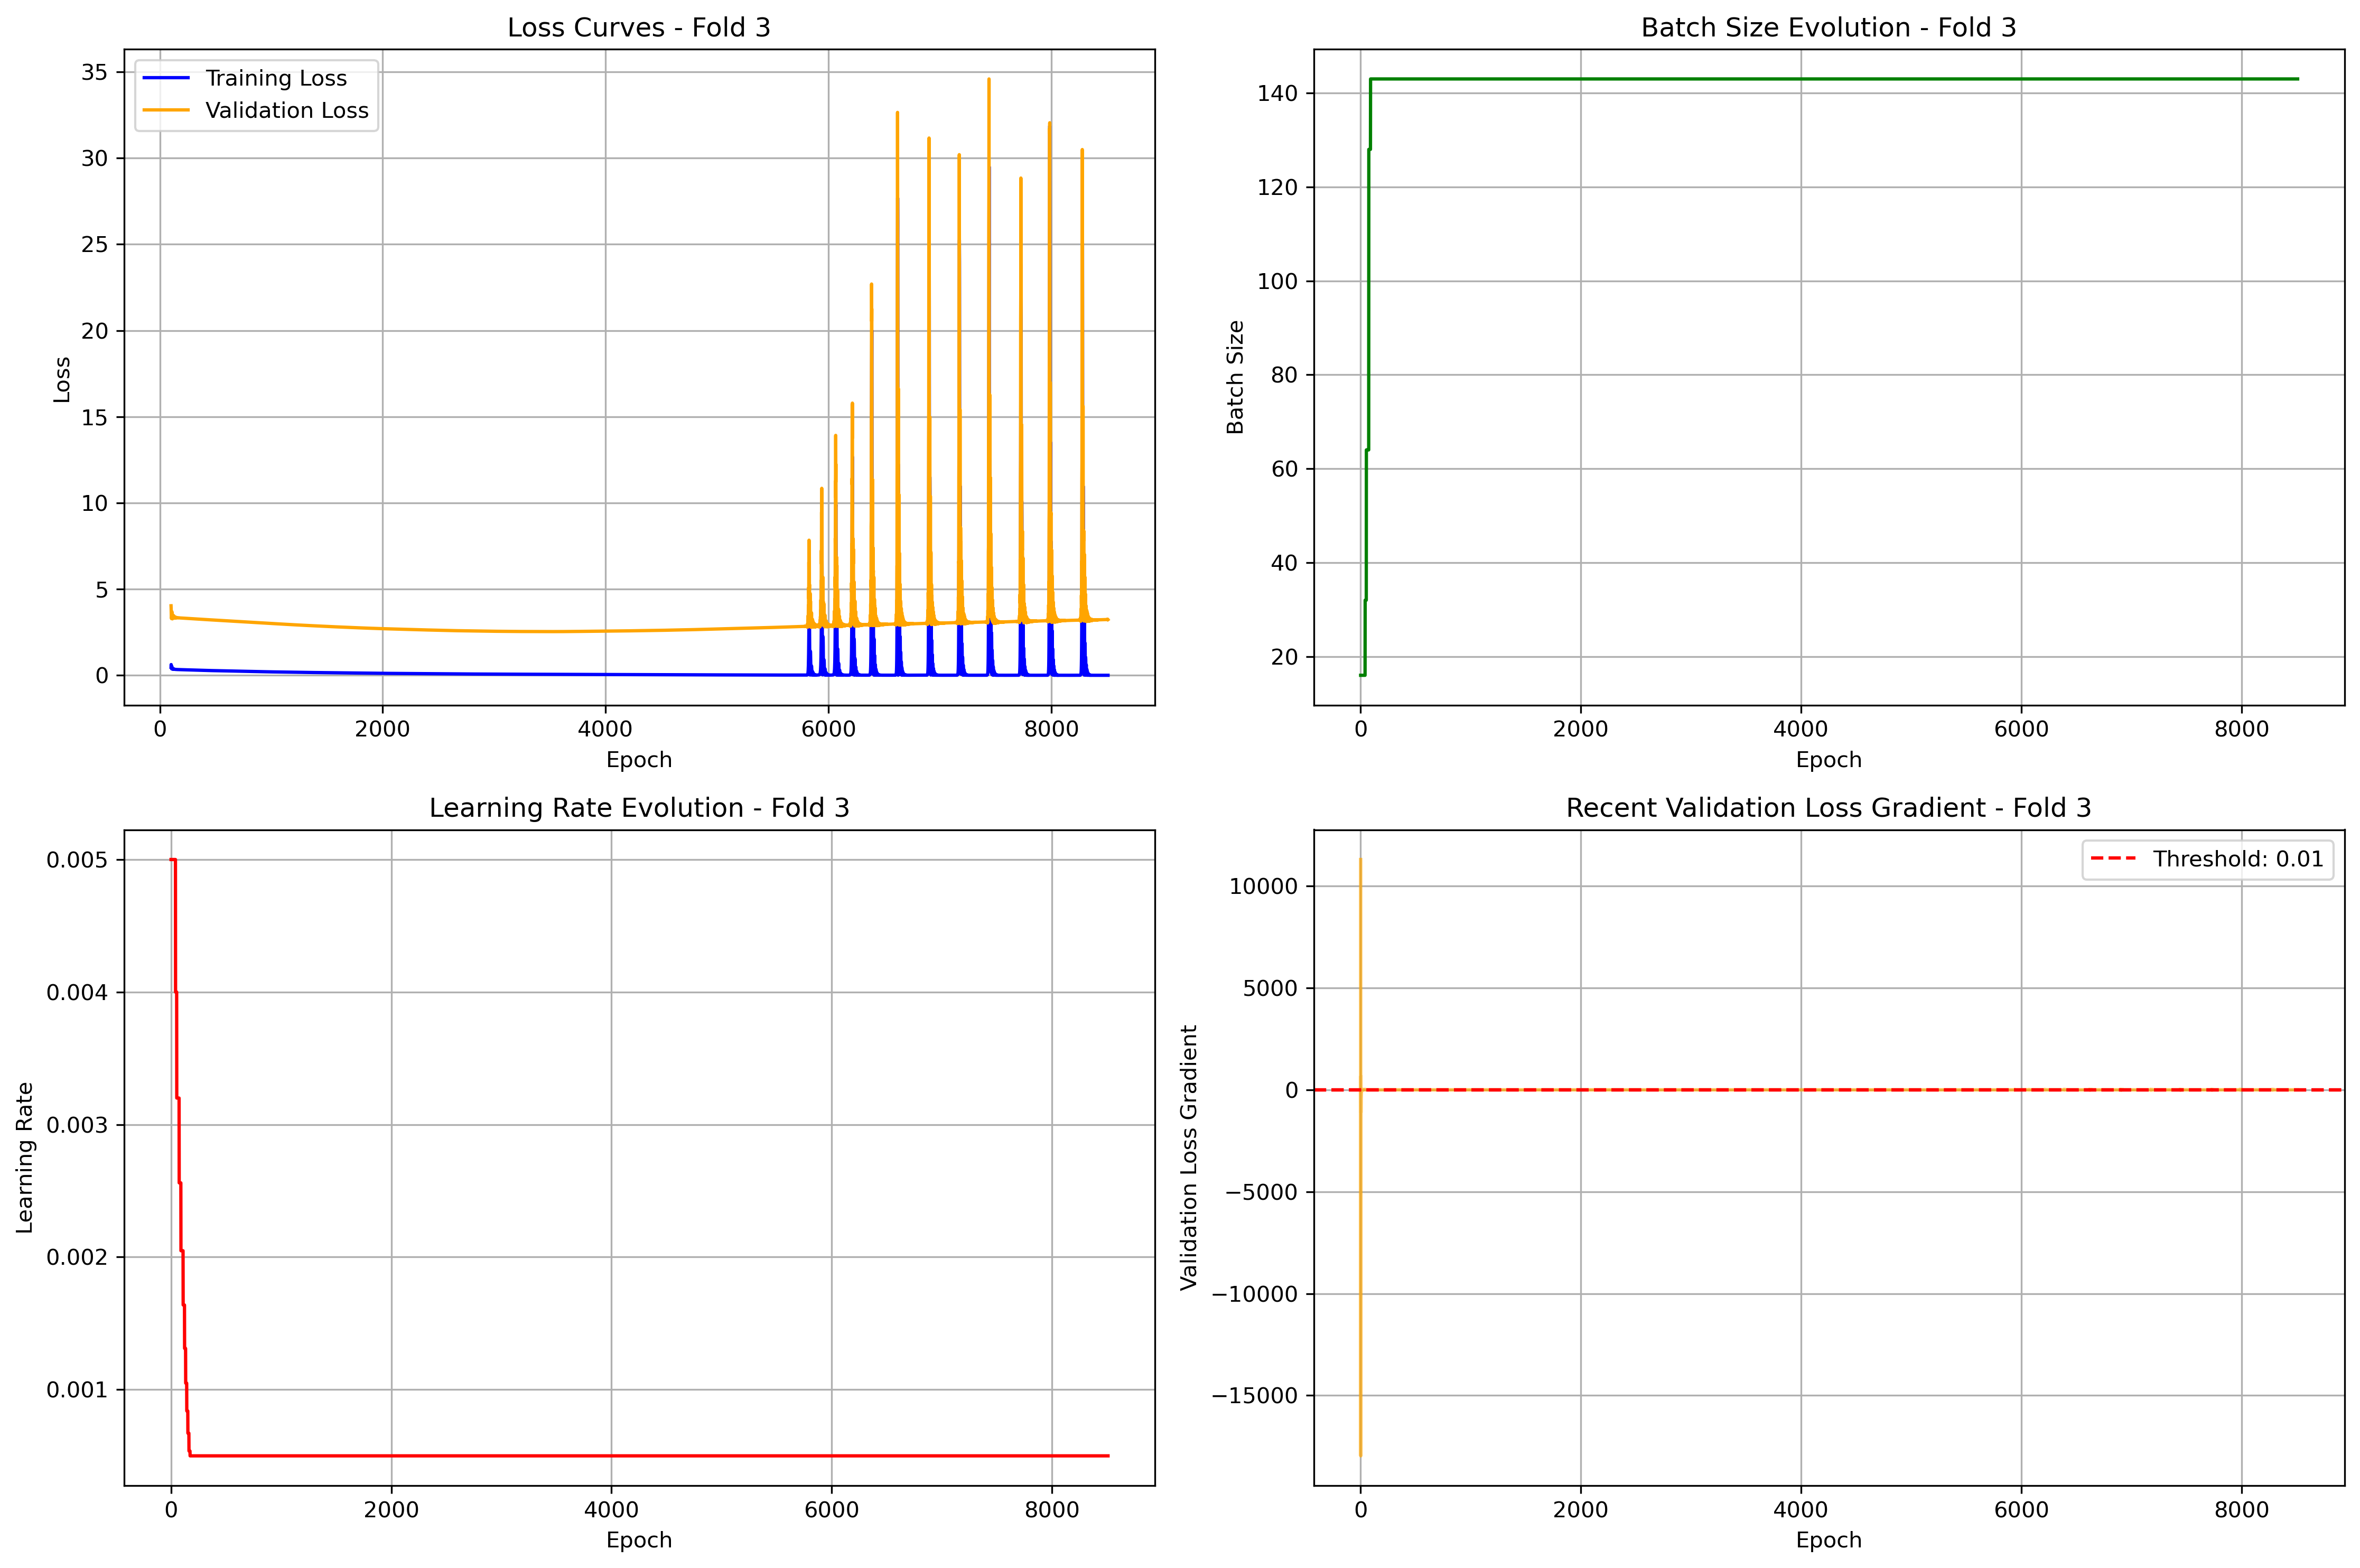 Loss Curves - Fold 3
Training Loss
Validation Loss
35
30
25
20
15
10
5
0
Loss
0 2000 4000 6000 8000
Epoch
Batch Size Evolution - Fold 3
140
120
100
80
60
40
20
Batch Size
0 2000 4000 6000 8000
Epoch
Learning Rate Evolution - Fold 3
0.005
0.004
0.003
0.002
0.001
Learning Rate
0 2000 4000 6000 8000
Epoch
Recent Validation Loss Gradient - Fold 3
Threshold: 0.01
10000
5000
0
−5000
−10000
−15000
Validation Loss Gradient
0 2000 4000 6000 8000
Epoch